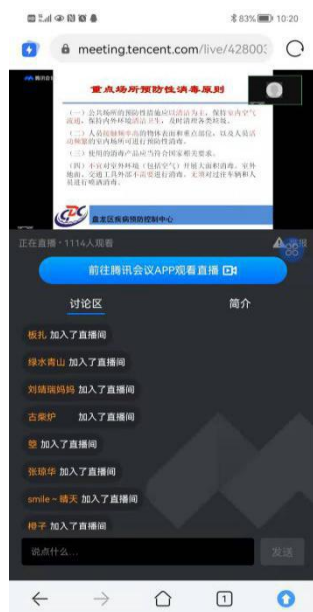 83% 10:20
meeting.tencent.com/live/42800
重点场所预防性消毒原则
（一）公共场所的预防性措施应以清洁为主，保持室内空气
流通，保持内外环境清洁卫生，及时清理各类垃圾。
（二）人员接触频率高的物体表面和重点部位，以及人员活
动频繁的室内场所可进行预防性消毒。
（三）使用的消毒产品应当符合国家相关要求。
（四）不宜对室外环境（包括空气）开展大面积消毒。室外
地面、交通工具外部不需要进行消毒，无须对过往车辆和人
员进行喷洒消毒。
CDC
疾病预防控制中心
正在直播·1114人观看
前往腾讯会议APP观看直播
讨论区 简介
板扎 加入了直播间
绿水青山 加入了直播间
刘婧瑞妈妈 加入了直播间
古柴炉 加入了直播间
曌 加入了直播间
张琼华 加入了直播间
smile~晴天 加入了直播间
橙子 加入了直播间
说点什么...
发送
1